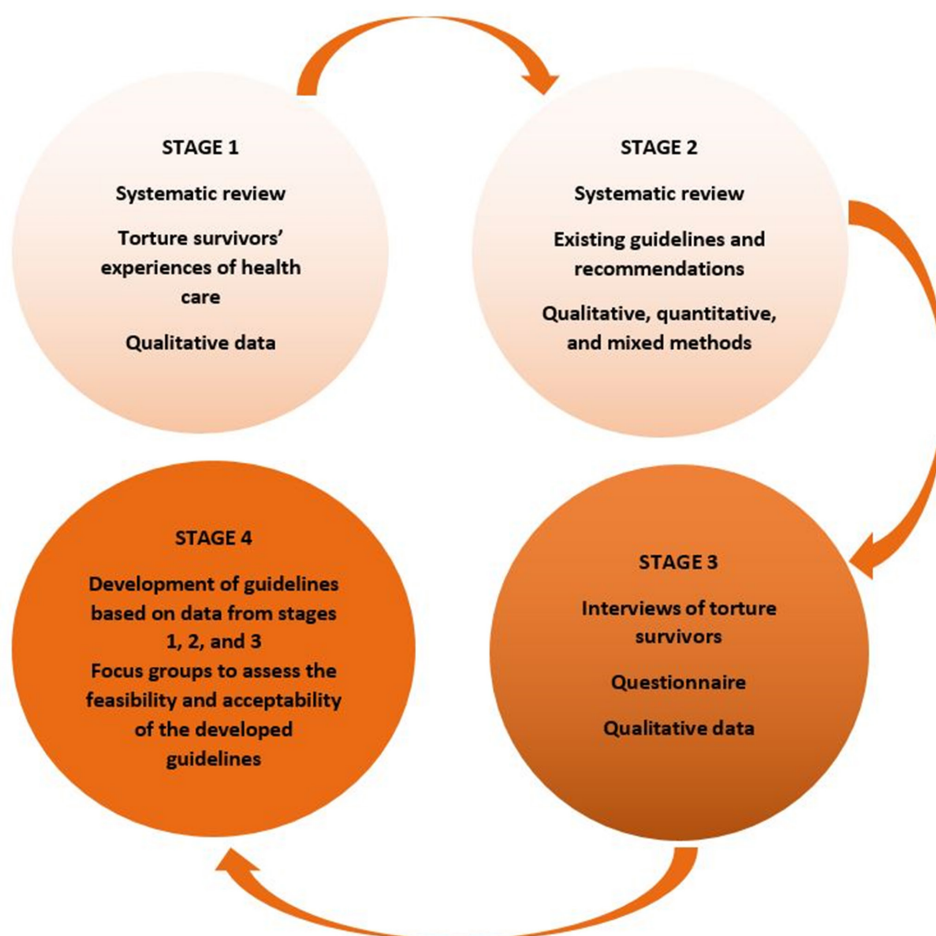 STAGE 1
Systematic review
Torture survivors’
experiences of health
care
Qualitative data
STAGE 2
Systematic review
Existing guidelines and
recommendations
Qualitative, quantitative,
and mixed methods
STAGE 3
Interviews of torture
survivors
Questionnaire
Qualitative data
STAGE 4
Development of guidelines
based on data from stages
1, 2, and 3
Focus groups to assess the
feasibility and acceptability
of the developed
guidelines